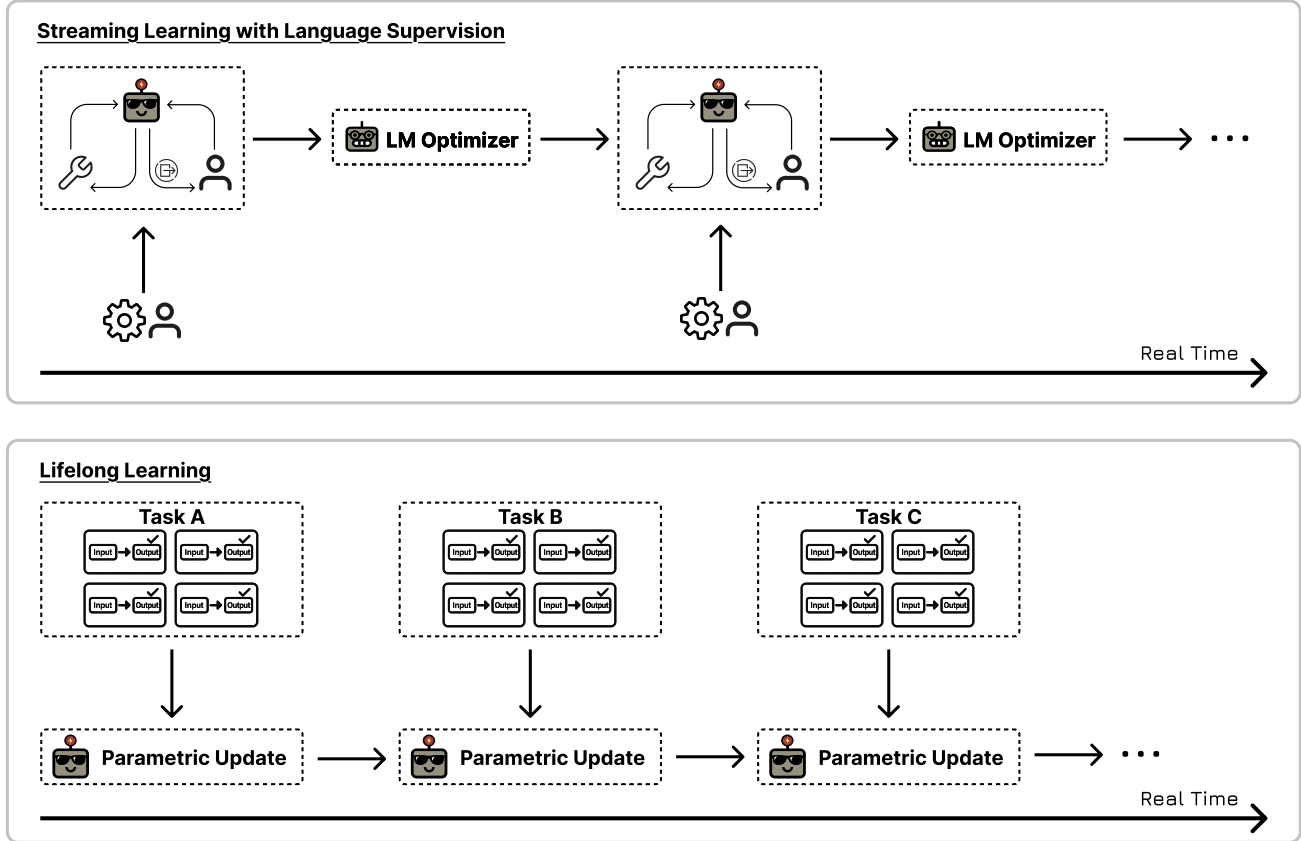 Streaming Learning with Language Supervision
LM Optimizer
LM Optimizer
...
Real Time
Lifelong Learning
Task A
Task B
Task C
Input Output Input Output
Input Output Input Output
Input Output Input Output
Input Output Input Output
Input Output Input Output
Input Output Input Output
Parametric Update
Parametric Update
Parametric Update
...
Real Time